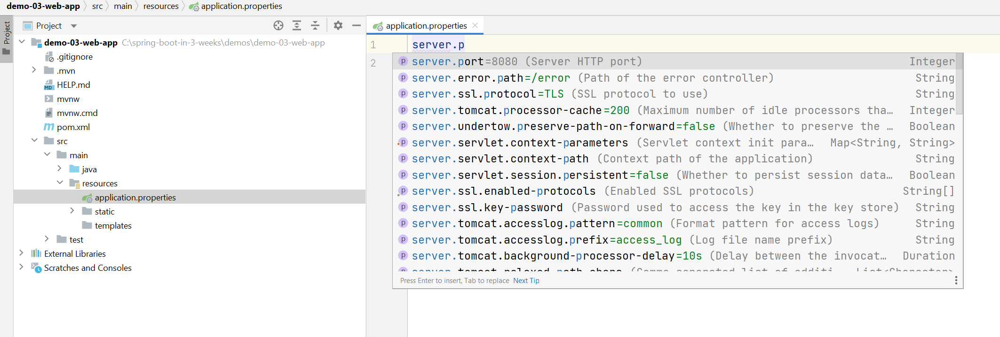 demo-03-web-app src main resources application.properties
Project
Project
demo-03-web-app C:\spring-boot-in-3-weeks\demos\demo-03-web-app
.gitignore
.mvn
HELP.md
mvnw
mvnw.cmd
pom.xml
src
main
java
resources
application.properties
static
templates
test
External Libraries
Scratches and Consoles
application.properties
1 server.p
2
server.port=8080 (Server HTTP port) Integer
server.error.path=/error (Path of the error controller) String
server.ssl.protocol=TLS (SSL protocol to use) String
server.tomcat.processor-cache=200 (Maximum number of idle processors tha… Integer
server.undertow.preserve-path-on-forward=false (Whether to preserve the … Boolean
server.servlet.context-parameters (Servlet context init para… Map<String, String>
server.servlet.context-path (Context path of the application) String
server.servlet.session.persistent=false (Whether to persist session data… Boolean
server.ssl.enabled-protocols (Enabled SSL protocols) String[]
server.ssl.key-password (Password used to access the key in the key store) String
server.tomcat.accesslog.pattern=common (Format pattern for access logs) String
server.tomcat.accesslog.prefix=access_log (Log file name prefix) String
server.tomcat.background-processor-delay=10s (Delay between the invocat… Duration
server.tomcat.relaxed-path-chars (Comma-separated list of additi… List<Character>
Press Enter to insert, Tab to replace Next Tip